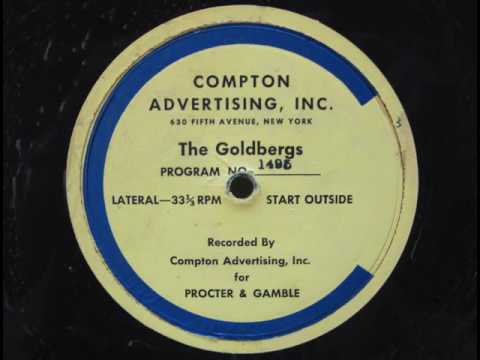 COMPTON
ADVERTISING, INC.
630 FIFTH AVENUE, NEW YORK
The Goldbergs
PROGRAM NO. 1495
LATERAL—33⅓ RPM START OUTSIDE
Recorded By
Compton Advertising, Inc.
for
PROCTER & GAMBLE